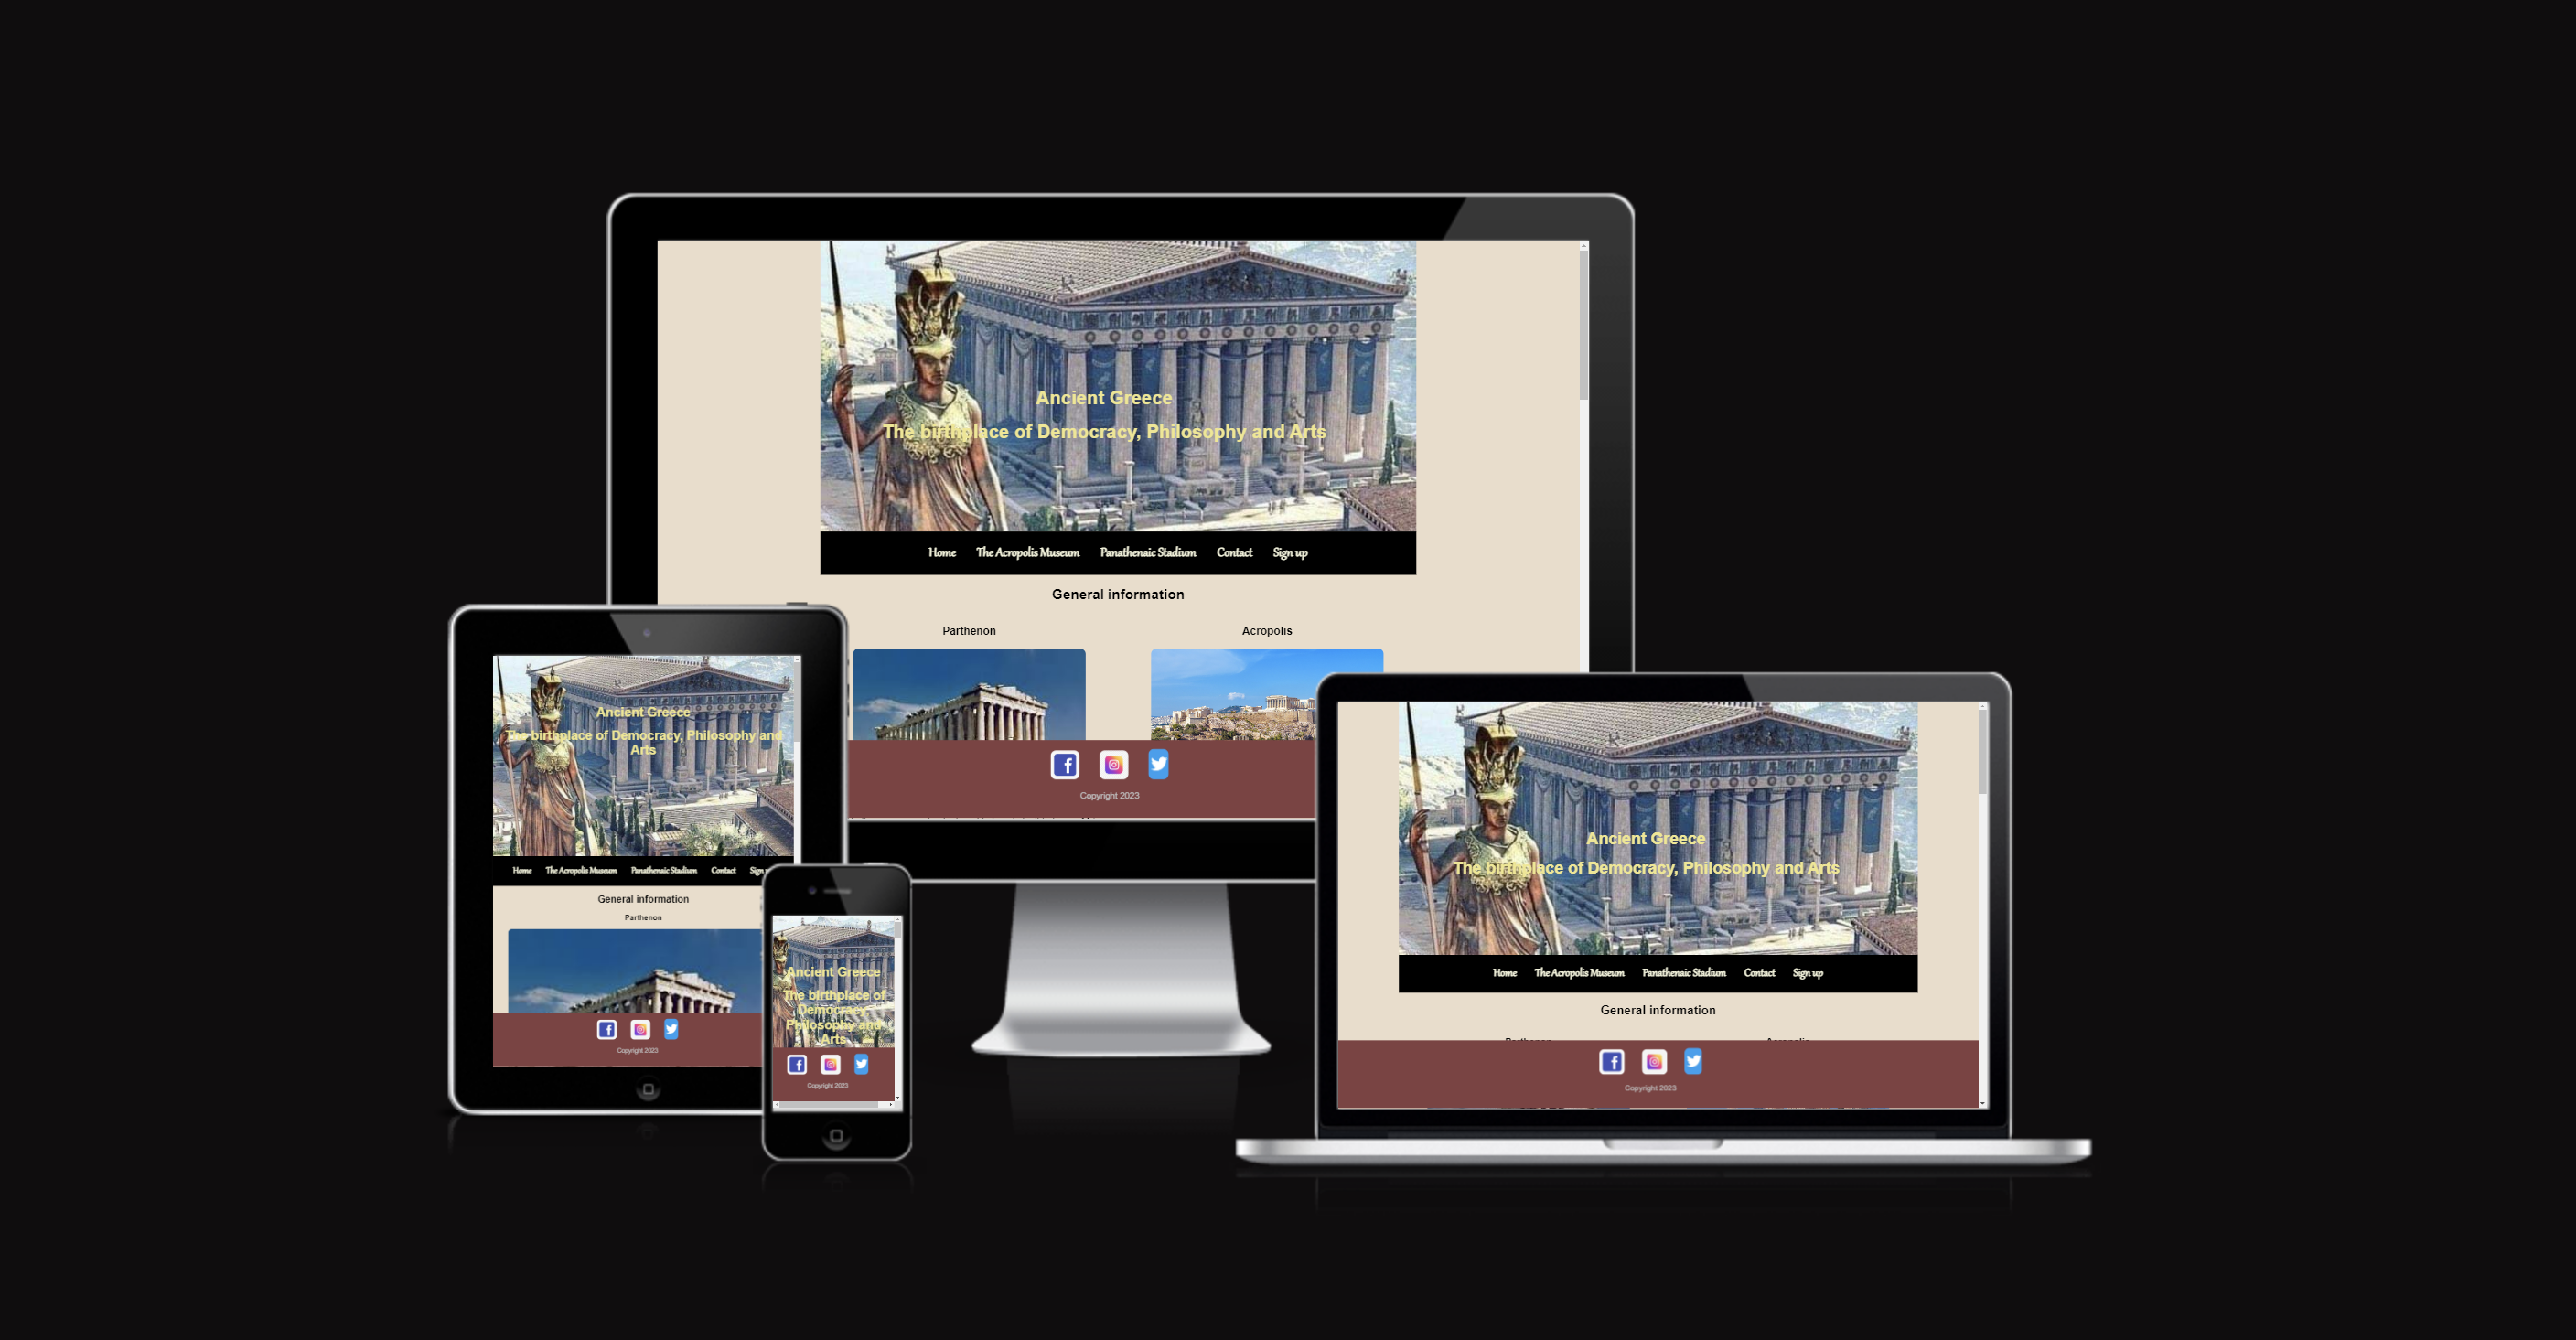 Ancient Greece
The birthplace of Democracy, Philosophy and Arts
Home The Acropolis Museum Panathenaic Stadium Contact Sign up
General information
Parthenon Acropolis
Copyright 2023
Ancient Greece
The birthplace of Democracy, Philosophy and
Arts
Home The Acropolis Museum Panathenaic Stadium Contact Sign
General information
Parthenon
Copyright 2023
Ancient Greece
The birthplace of
Democracy,
Philosophy and
Arts
Copyright 2023
Ancient Greece
The birthplace of Democracy, Philosophy and Arts
Home The Acropolis Museum Panathenaic Stadium Contact Sign up
General information
Copyright 2023